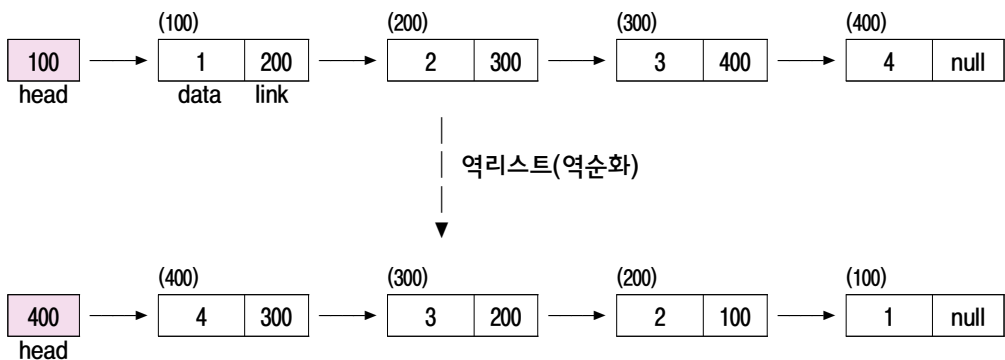 (100) (200) (300) (400)
100 1 200 2 300 3 400 4 null
head data link
역리스트(역순화)
(400) (300) (200) (100)
400 4 300 3 200 2 100 1 null
head